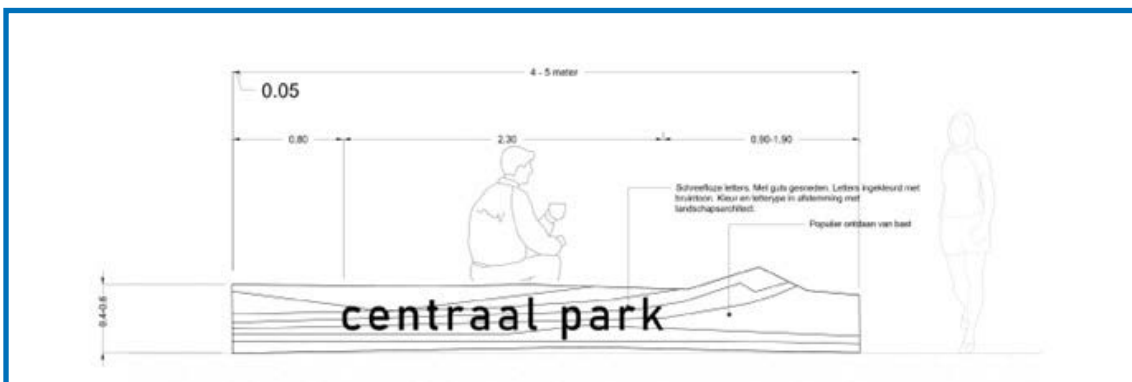 4 - 5 meter
0.05
0,80
2,30
0,90-1,90
Schreefloze letters. Met guts gesneden. Letters ingekleurd met
bruintoon. Kleur en lettertype in afstemming met
landschapsarchitect.
Populier ontdaan van bast
0.4-0.6
centraal park